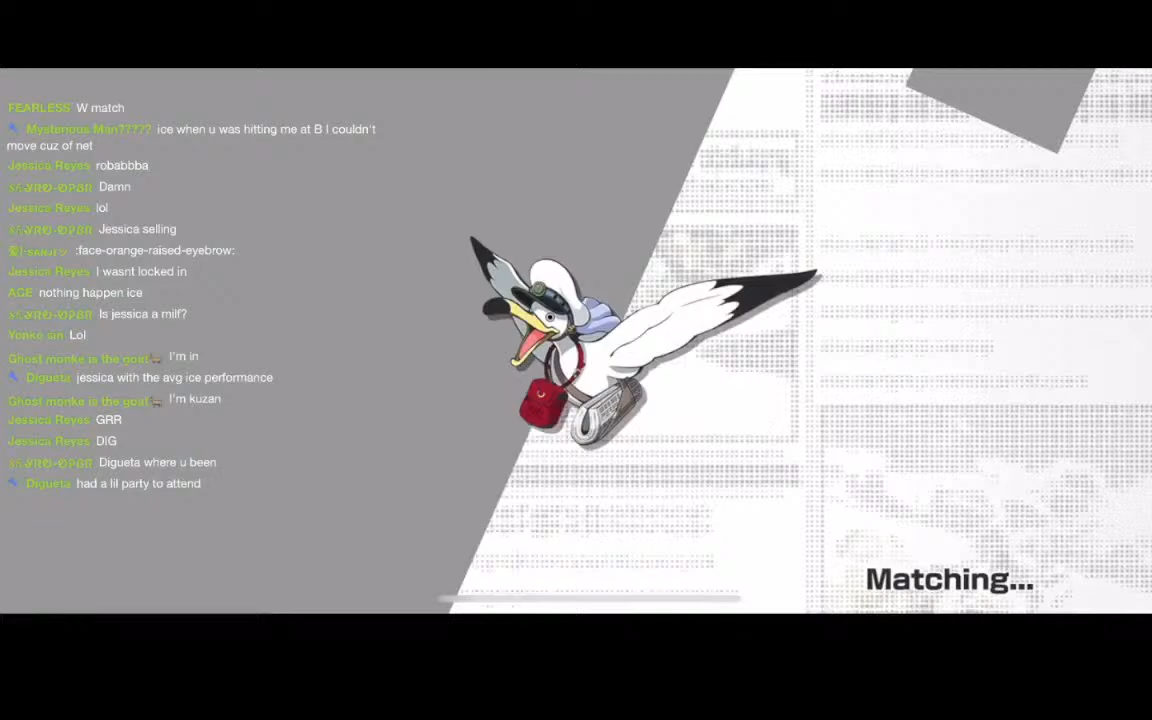 FEARLESS W match
Mysterious Man????? ice when u was hitting me at B I couldn't
move cuz of net
Jessica Reyes robabbba
Damn
Jessica Reyes lol
Jessica selling
:face-orange-raised-eyebrow:
Jessica Reyes I wasnt locked in
ACE nothing happen ice
Is jessica a milf?
Lol
Ghost monke is the goat I'm in
Digueta jessica with the avg ice performance
Ghost monke is the goat I'm kuzan
Jessica Reyes GRR
Jessica Reyes DIG
Digueta where u been
Digueta had a lil party to attend
Matching...